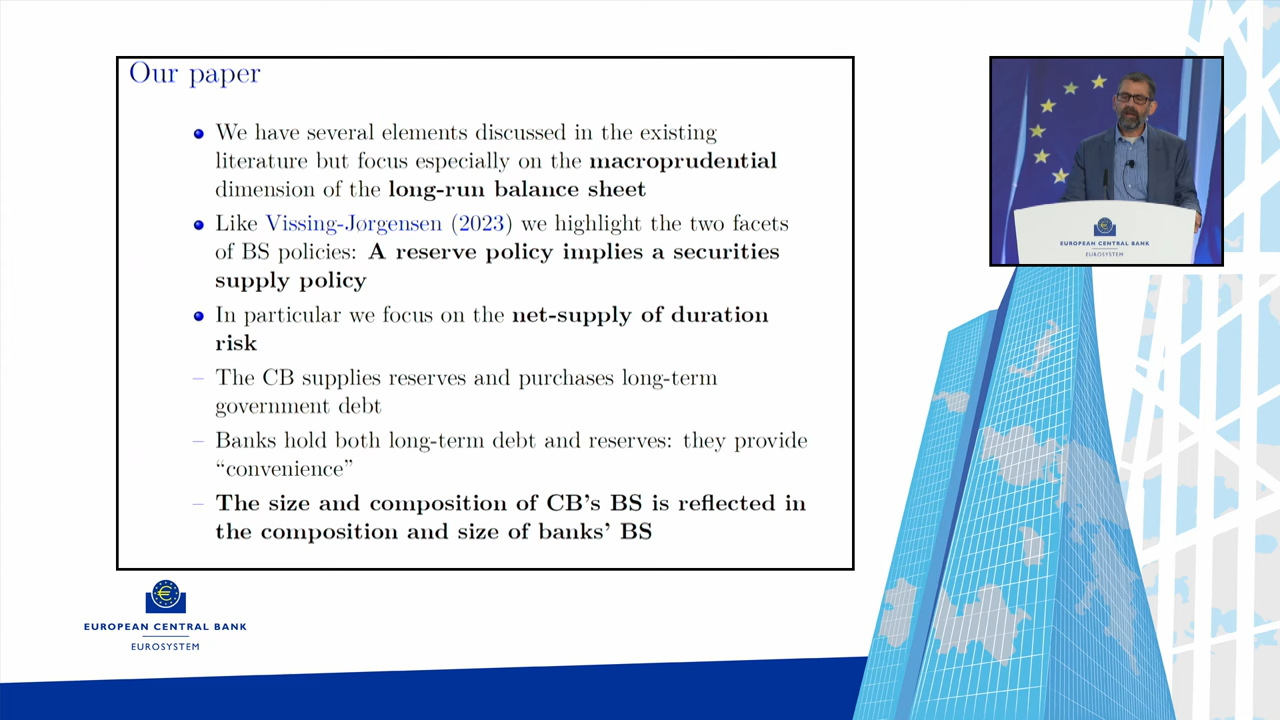 Our paper
We have several elements discussed in the existing
literature but focus especially on the macroprudential
dimension of the long-run balance sheet
Like Vissing-Jørgensen (2023) we highlight the two facets
of BS policies: A reserve policy implies a securities
supply policy
In particular we focus on the net-supply of duration
risk
– The CB supplies reserves and purchases long-term
government debt
– Banks hold both long-term debt and reserves: they provide
“convenience”
– The size and composition of CB’s BS is reflected in
the composition and size of banks’ BS
EUROPEAN CENTRAL BANK
EUROSYSTEM
EUROPEAN CENTRAL BANK
EUROSYSTEM